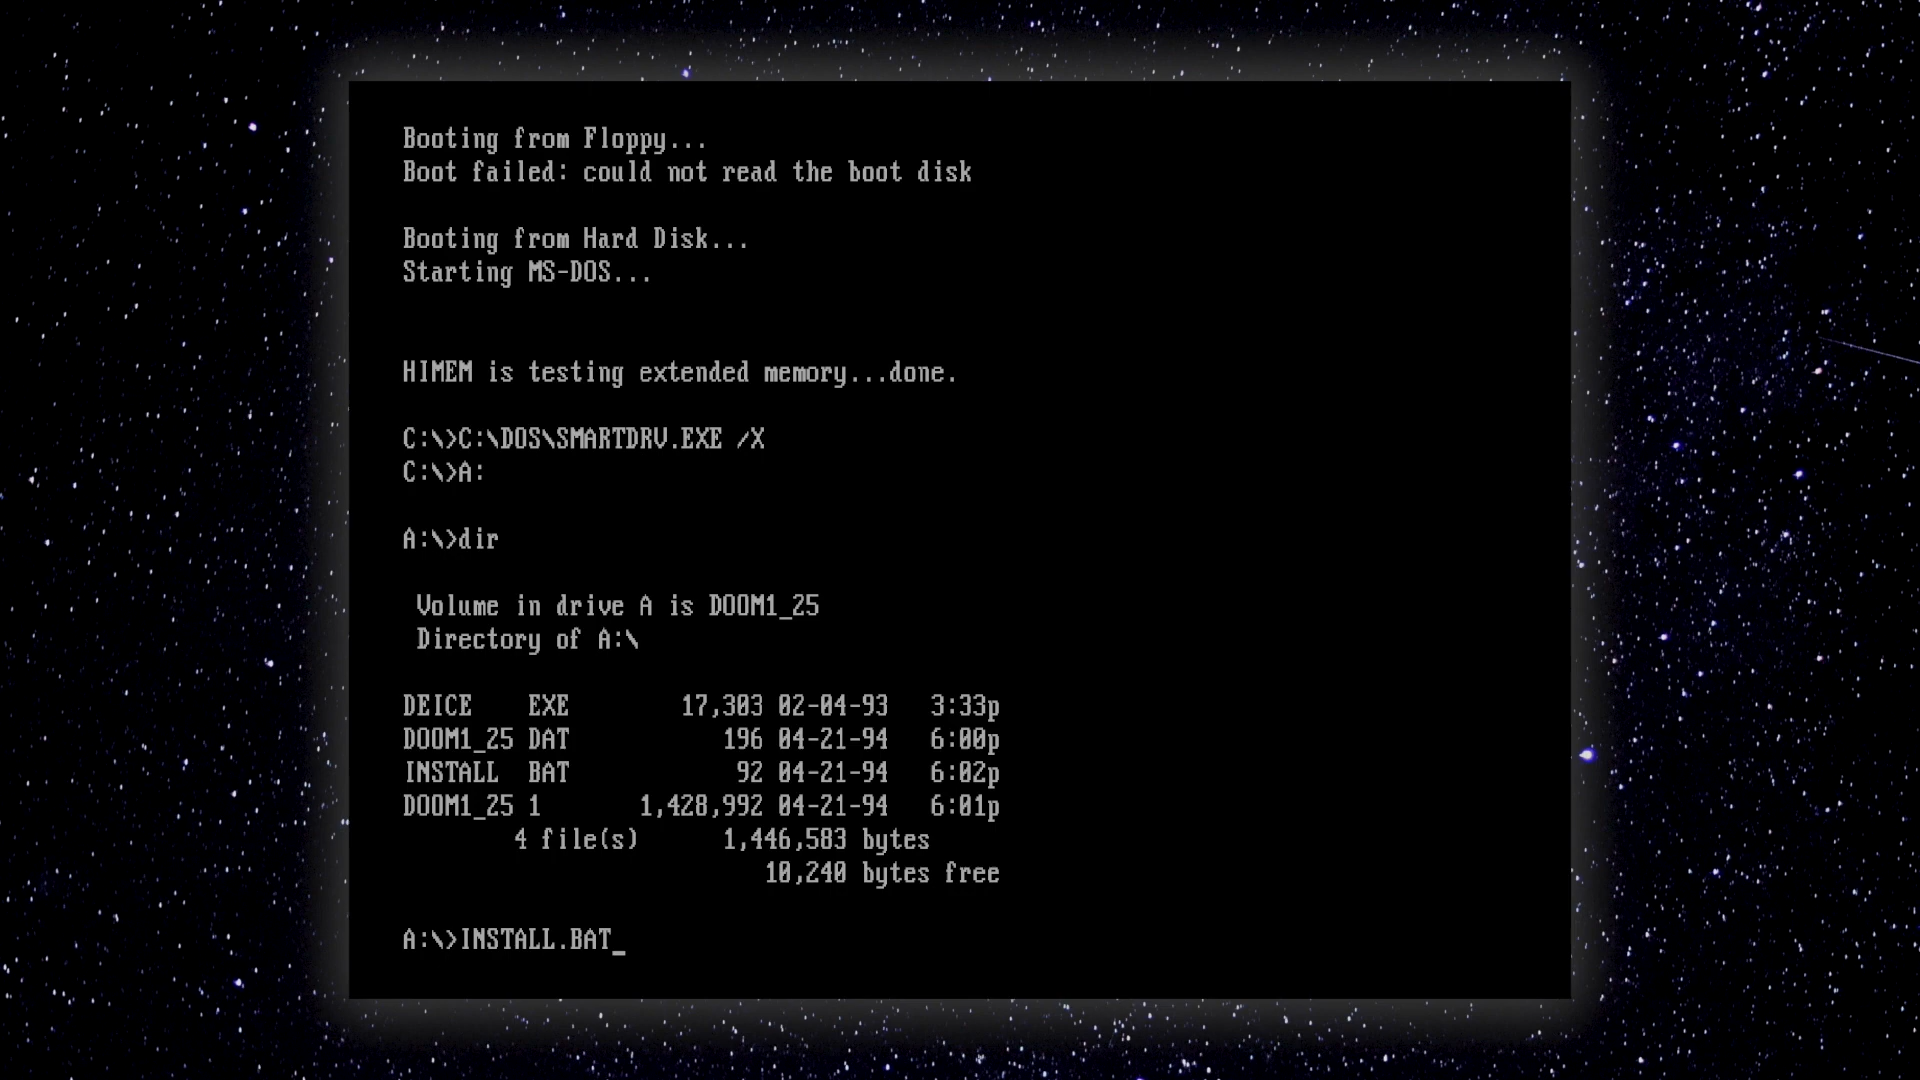 Booting from Floppy...
Boot failed: could not read the boot disk
Booting from Hard Disk...
Starting MS-DOS...
HIMEM is testing extended memory...done.
C:\>C:\DOS\SMARTDRV.EXE /X
C:\>A:
A:\>dir
Volume in drive A is DOOM1_25
Directory of A:\
DEICE    EXE        17,303 02-04-93   3:33p
DOOM1_25 DAT           196 04-21-94   6:00p
INSTALL  BAT            92 04-21-94   6:02p
DOOM1_25 1       1,428,992 04-21-94   6:01p
4 file(s)      1,446,583 bytes
10,240 bytes free
A:\>INSTALL.BAT_